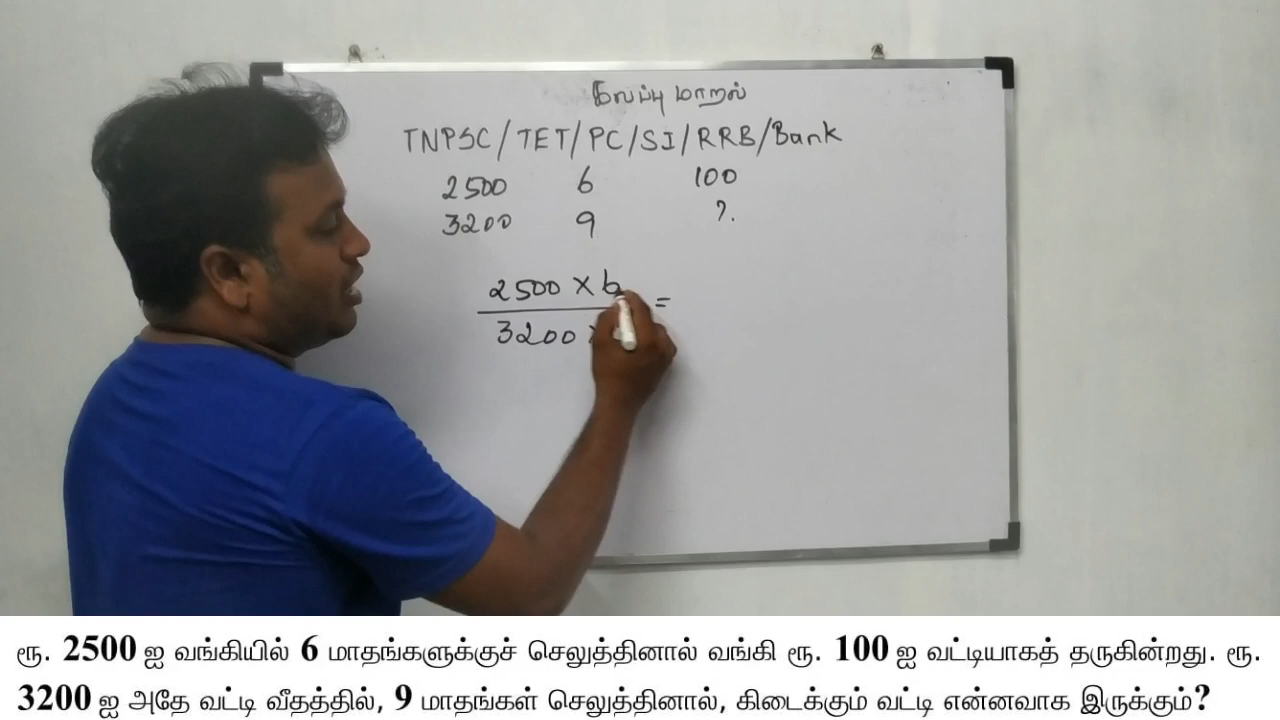 கலப்பு மாறல்
TNPSC/TET/PC/SI/RRB/Bank
2500 6 100
3200 9 ?.
2500 × 6 =
3200 ×
ரூ. 2500 ஐ வங்கியில் 6 மாதங்களுக்குச் செலுத்தினால் வங்கி ரூ. 100 ஐ வட்டியாகத் தருகின்றது. ரூ.
3200 ஐ அதே வட்டி வீதத்தில், 9 மாதங்கள் செலுத்தினால், கிடைக்கும் வட்டி என்னவாக இருக்கும்?